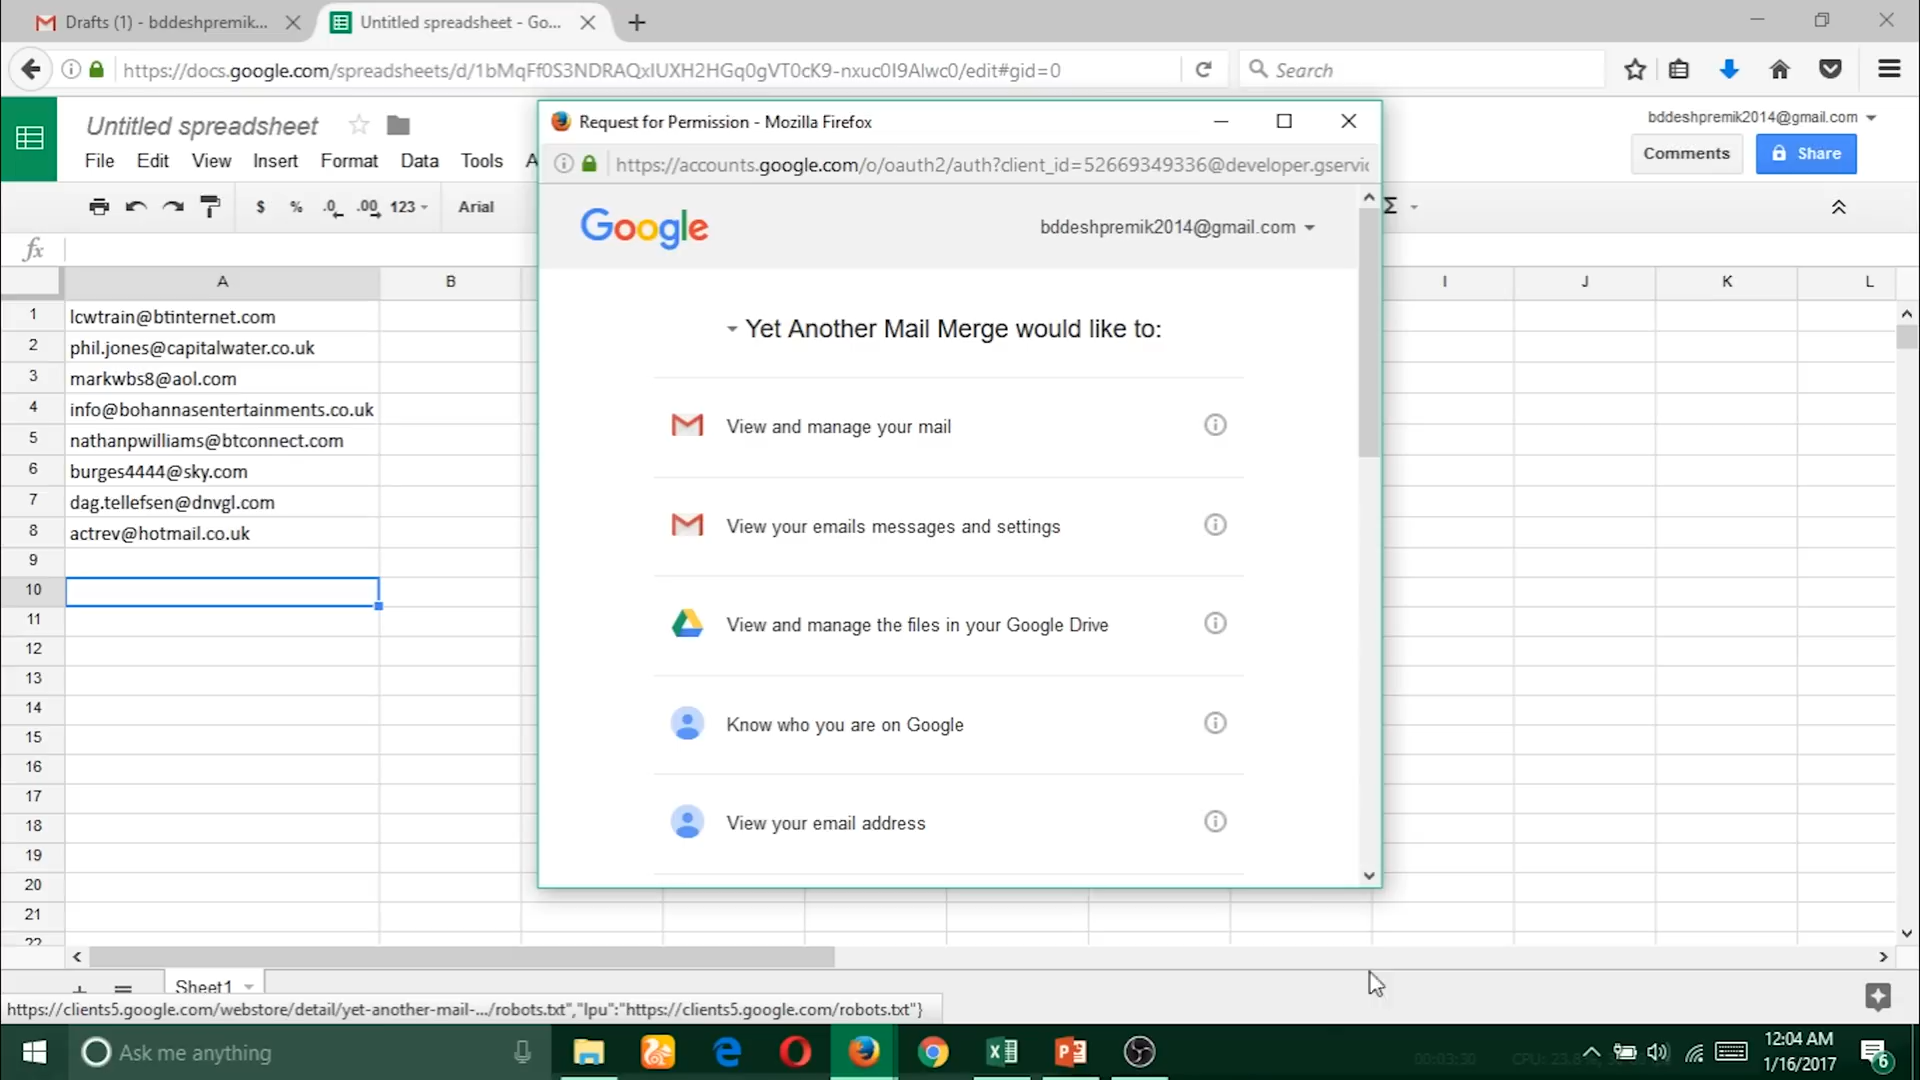 Drafts (1) - bddeshpremik...
Untitled spreadsheet - Go...
https://docs.google.com/spreadsheets/d/1bMqFf0S3NDRAQxIUXH2HGq0gVT0cK9-nxuc0I9Alwc0/edit#gid=0
Search
Untitled spreadsheet
bddeshpremik2014@gmail.com
File Edit View Insert Format Data Tools A
Comments
Share
$ % .0 .00 123 Arial
Σ
fx
A B I J K L
1 lcwtrain@btinternet.com
2 phil.jones@capitalwater.co.uk
3 markwbs8@aol.com
4 info@bohannasentertainments.co.uk
5 nathanpwilliams@btconnect.com
6 burges4444@sky.com
7 dag.tellefsen@dnvgl.com
8 actrev@hotmail.co.uk
9
10
11
12
13
14
15
16
17
18
19
20
21
22
Request for Permission - Mozilla Firefox
https://accounts.google.com/o/oauth2/auth?client_id=52669349336@developer.gservic
Google
bddeshpremik2014@gmail.com
Yet Another Mail Merge would like to:
View and manage your mail
View your emails messages and settings
View and manage the files in your Google Drive
Know who you are on Google
View your email address
Sheet1
https://clients5.google.com/webstore/detail/yet-another-mail-.../robots.txt","lpu":"https://clients5.google.com/robots.txt"}
Ask me anything
00:03:30
12:04 AM
1/16/2017
6